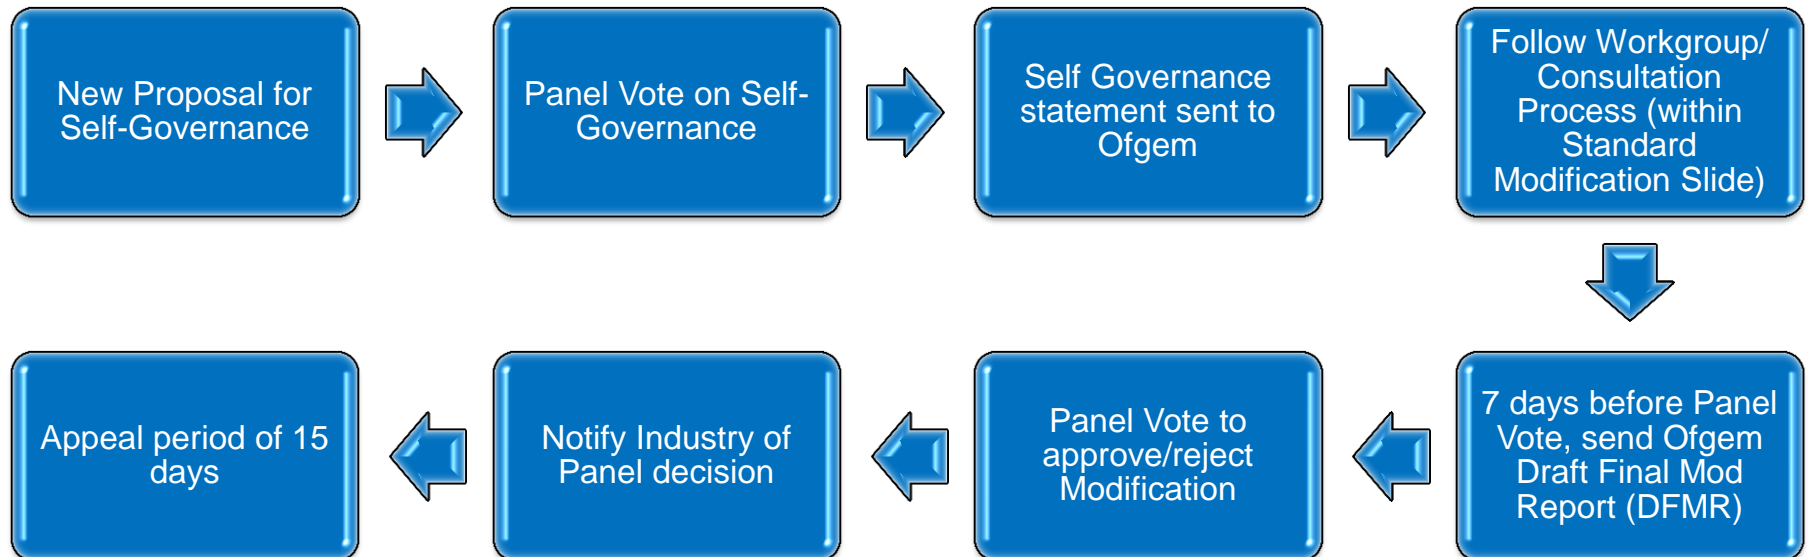 New Proposal for
Self-Governance
Panel Vote on Self-
Governance
Self Governance
statement sent to
Ofgem
Follow Workgroup/
Consultation
Process (within
Standard
Modification Slide)
7 days before Panel
Vote, send Ofgem
Draft Final Mod
Report (DFMR)
Panel Vote to
approve/reject
Modification
Notify Industry of
Panel decision
Appeal period of 15
days